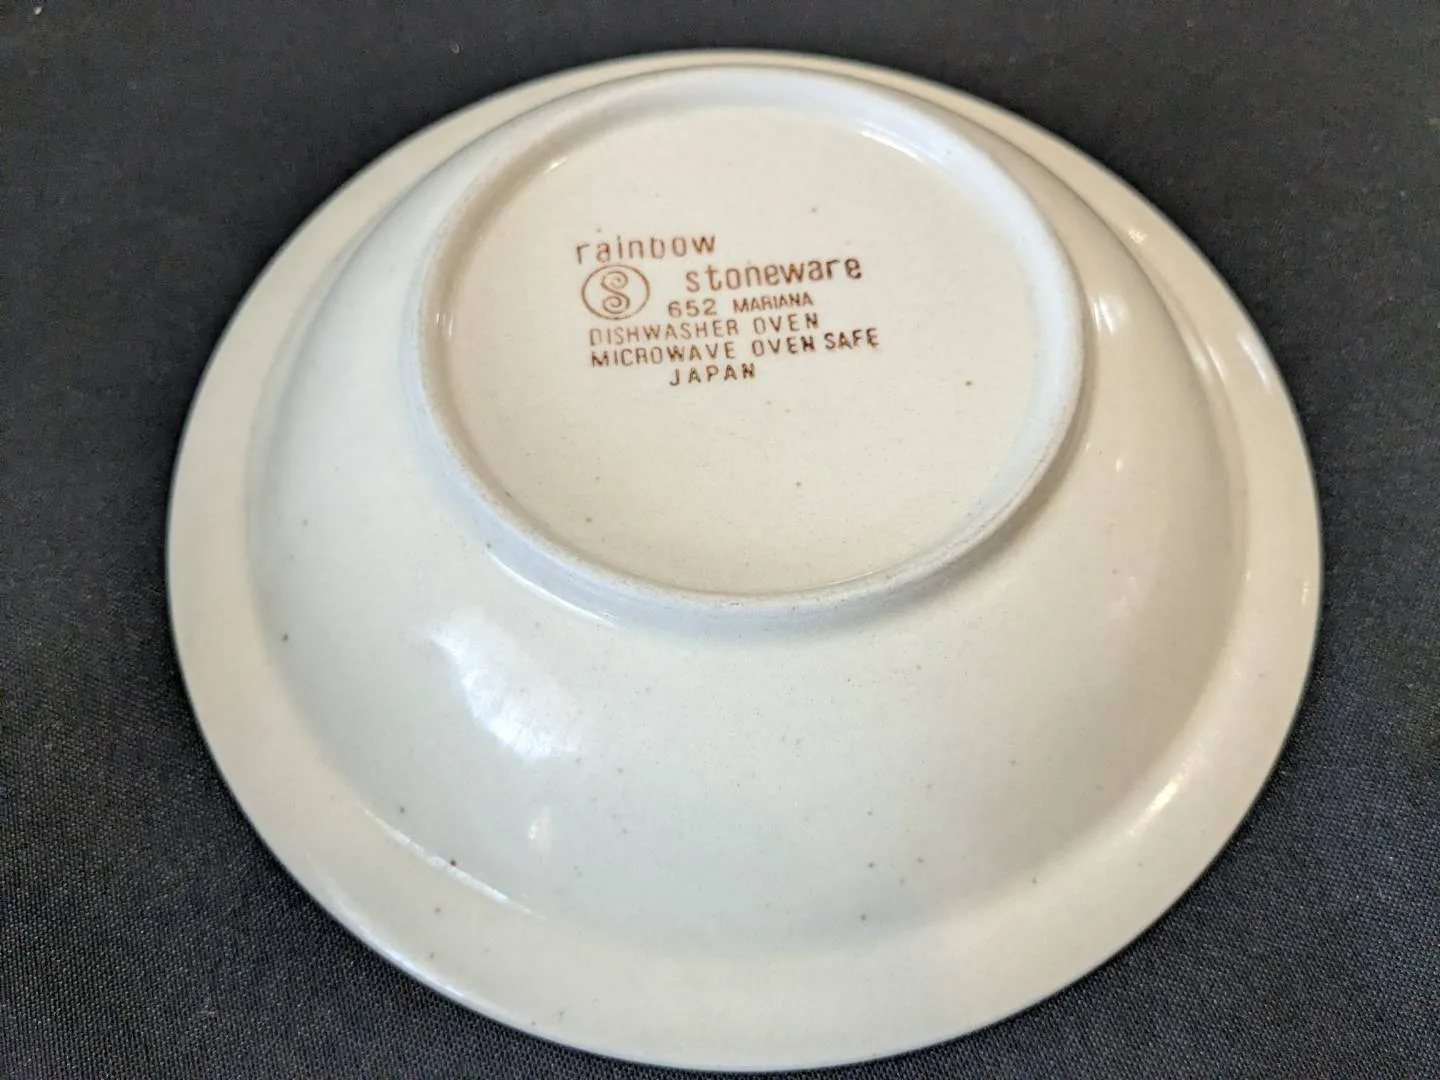 rainbow
S stoneware
652 MARIANA
DISHWASHER OVEN
MICROWAVE OVEN SAFE
JAPAN